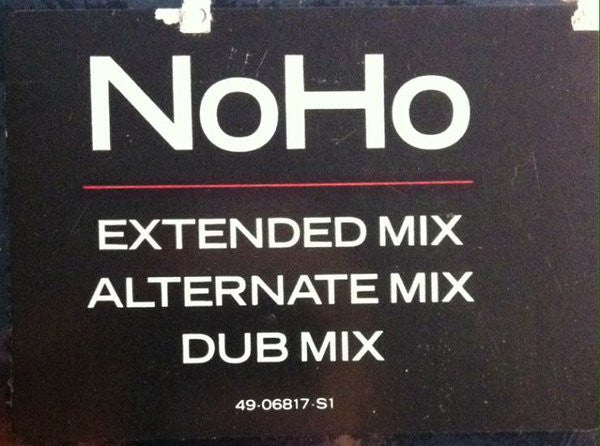 NoHo
EXTENDED MIX
ALTERNATE MIX
DUB MIX
49-06817-S1